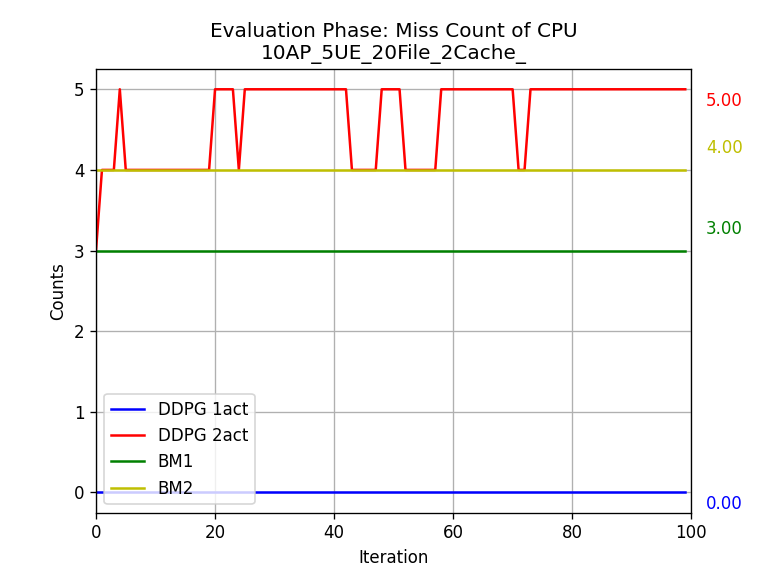 Evaluation Phase: Miss Count of CPU
10AP_5UE_20File_2Cache_
5
4
3
2
1
0
Counts
0 20 40 60 80 100
Iteration
DDPG 1act
DDPG 2act
BM1
BM2
5.00
4.00
3.00
0.00